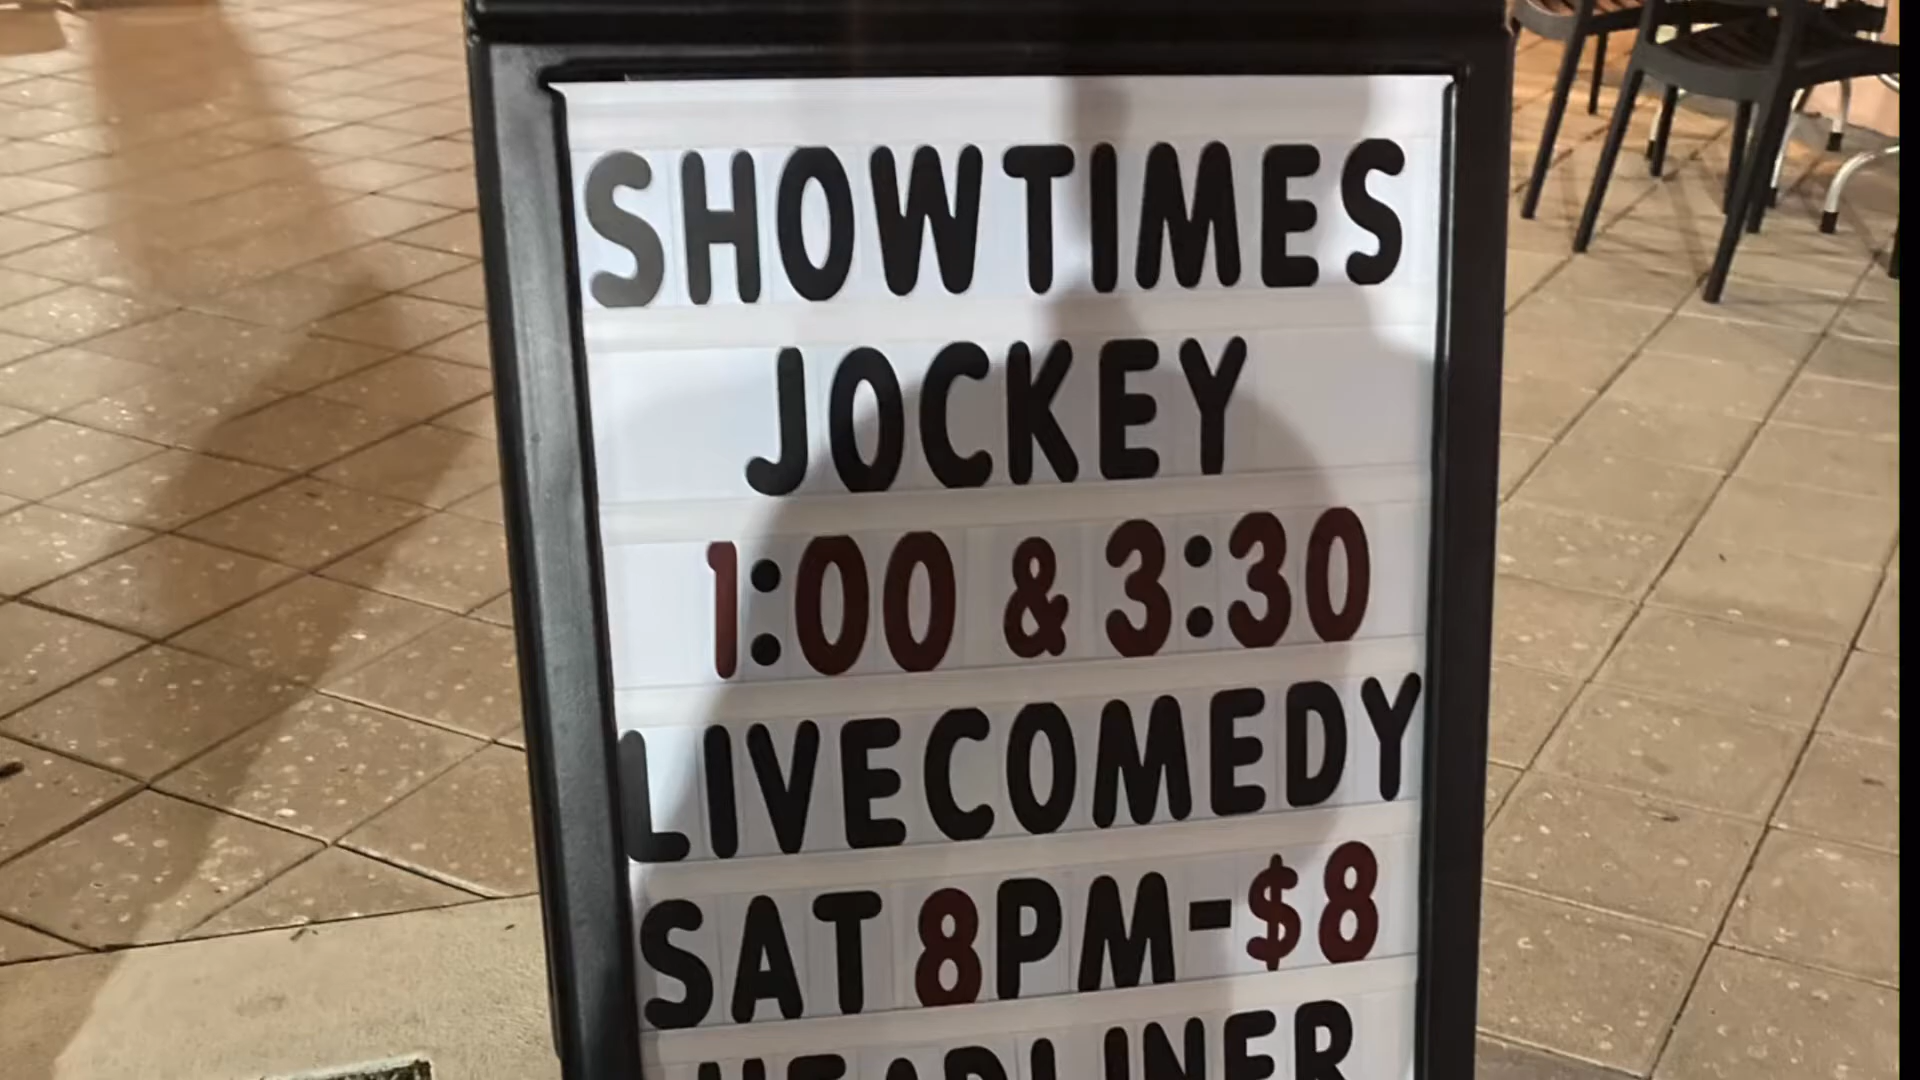 SHOWTIMES
JOCKEY
1:00 & 3:30
LIVECOMEDY
SAT 8PM-$8
HEADLINER